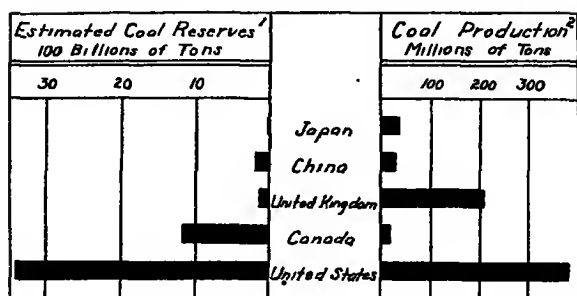 Estimated Coal Reserves¹
100 Billions of Tons
Coal Production²
Millions of Tons
30 20 10
100 200 300
Japan
China
United Kingdom
Canada
United States